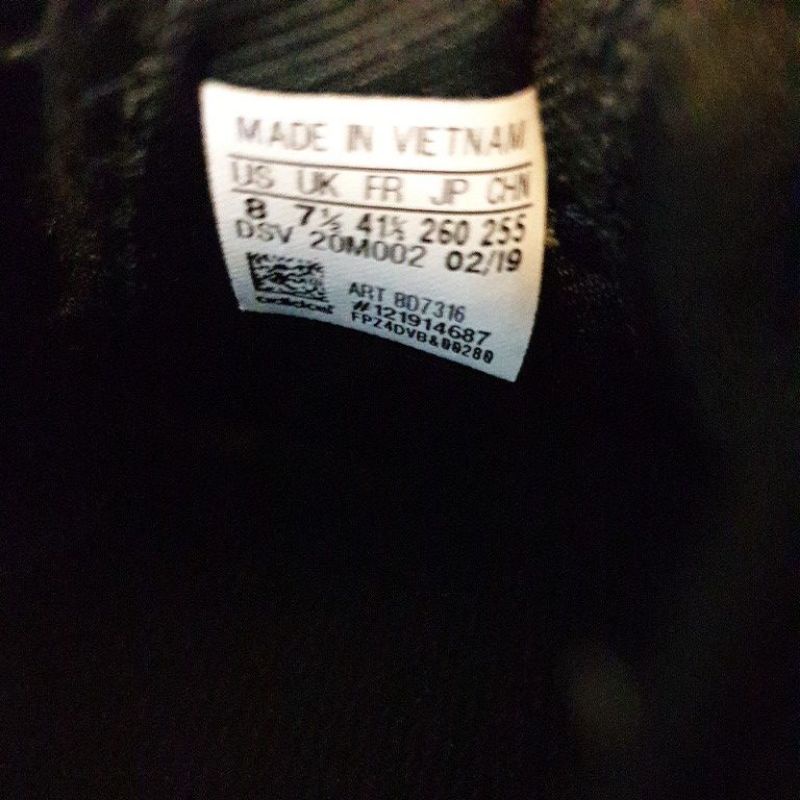 MADE IN VIETNAM
US UK FR JP CHN
8 7½ 41⅓ 260 255
DSV 20M002 02/19
adidas
ART BD7316
#121914687
FPZ4DVB&00280